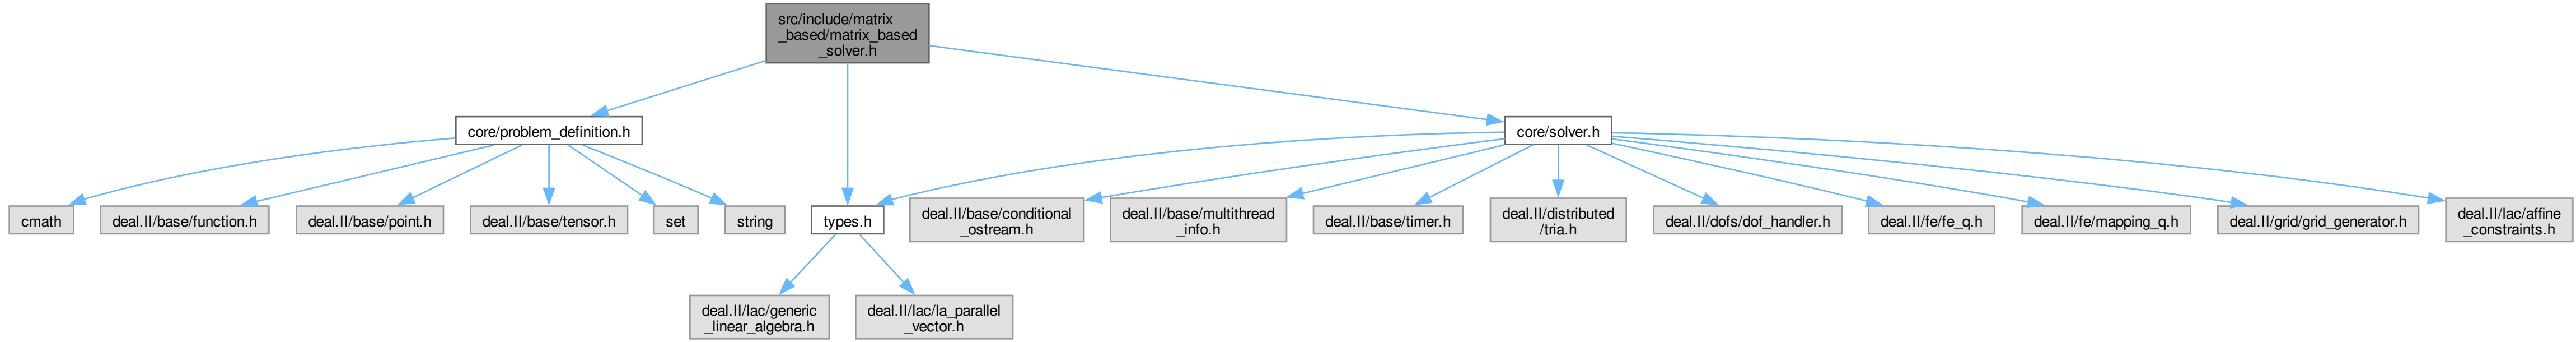 src/include/matrix
_based/matrix_based
_solver.h
core/problem_definition.h
core/solver.h
cmath
deal.II/base/function.h
deal.II/base/point.h
deal.II/base/tensor.h
set
string
types.h
deal.II/base/conditional
_ostream.h
deal.II/base/multithread
_info.h
deal.II/base/timer.h
deal.II/distributed
/tria.h
deal.II/dofs/dof_handler.h
deal.II/fe/fe_q.h
deal.II/fe/mapping_q.h
deal.II/grid/grid_generator.h
deal.II/lac/affine
_constraints.h
deal.II/lac/generic
_linear_algebra.h
deal.II/lac/la_parallel
_vector.h